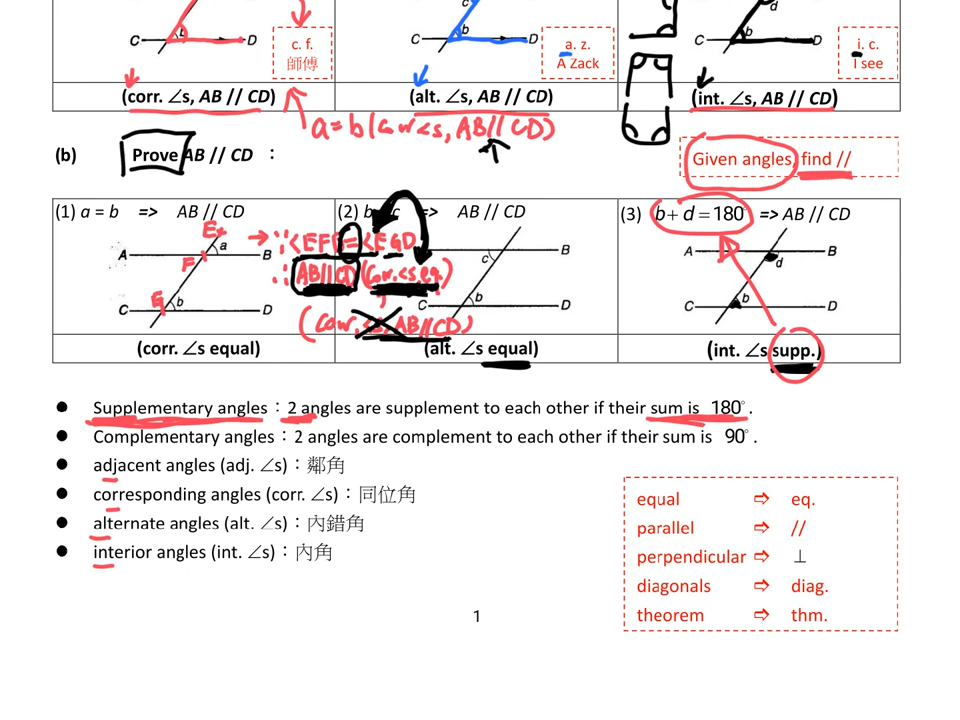 c. f.
師傅
c
a. z.
A Zack
d
i. c.
I see
C b D
C b D
C b D
(corr. ∠s, AB // CD)
(alt. ∠s, AB // CD)
(int. ∠s, AB // CD)
a=b (corr <s, AB // CD)
(b) Prove AB // CD :
Given angles, find //
(1) a = b => AB // CD
(2) b = c => AB // CD
(3) b + d = 180° => AB // CD
E a
A F B
G b
C D
∵ <EFB = <EGD
∴ AB//CD (Corr. <s eq.)
(Corr. <s, AB//CD)
c B
C b D
A B
d
C b D
(corr. ∠s equal)
(alt. ∠s equal)
(int. ∠s supp.)
● Supplementary angles：2 angles are supplement to each other if their sum is 180°.
● Complementary angles：2 angles are complement to each other if their sum is 90°.
● adjacent angles (adj. ∠s)：鄰角
● corresponding angles (corr. ∠s)：同位角
● alternate angles (alt. ∠s)：內錯角
● interior angles (int. ∠s)：內角
equal ⇨ eq.
parallel ⇨ //
perpendicular ⇨ ⊥
diagonals ⇨ diag.
theorem ⇨ thm.
1